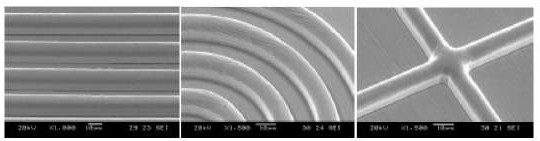 20kV X1,000 10µm 29 23 SEI
20kV X1,500 10µm 30 24 SEI
20kV X1,500 10µm 30 21 SEI